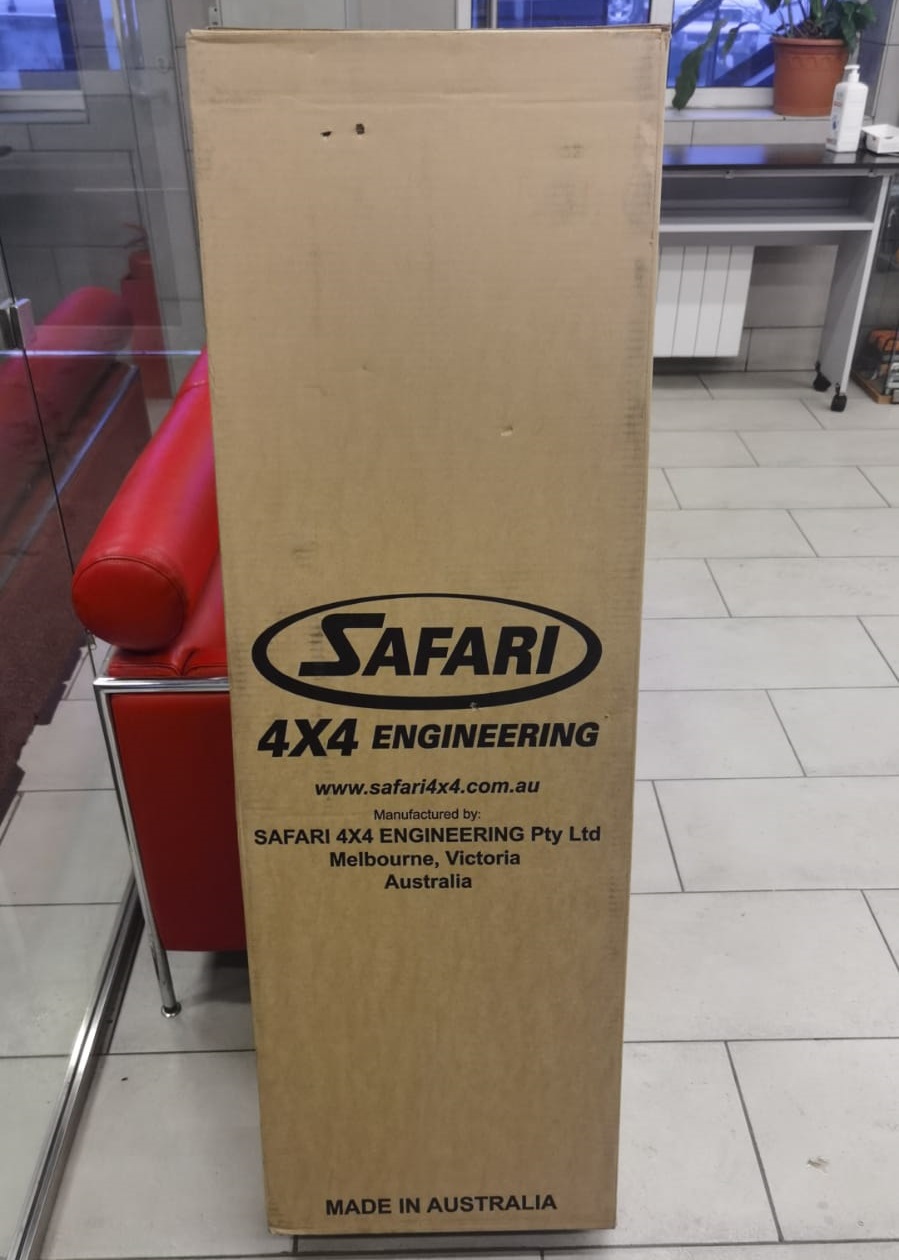 SAFARI
4X4 ENGINEERING
www.safari4x4.com.au
Manufactured by:
SAFARI 4X4 ENGINEERING Pty Ltd
Melbourne, Victoria
Australia
MADE IN AUSTRALIA